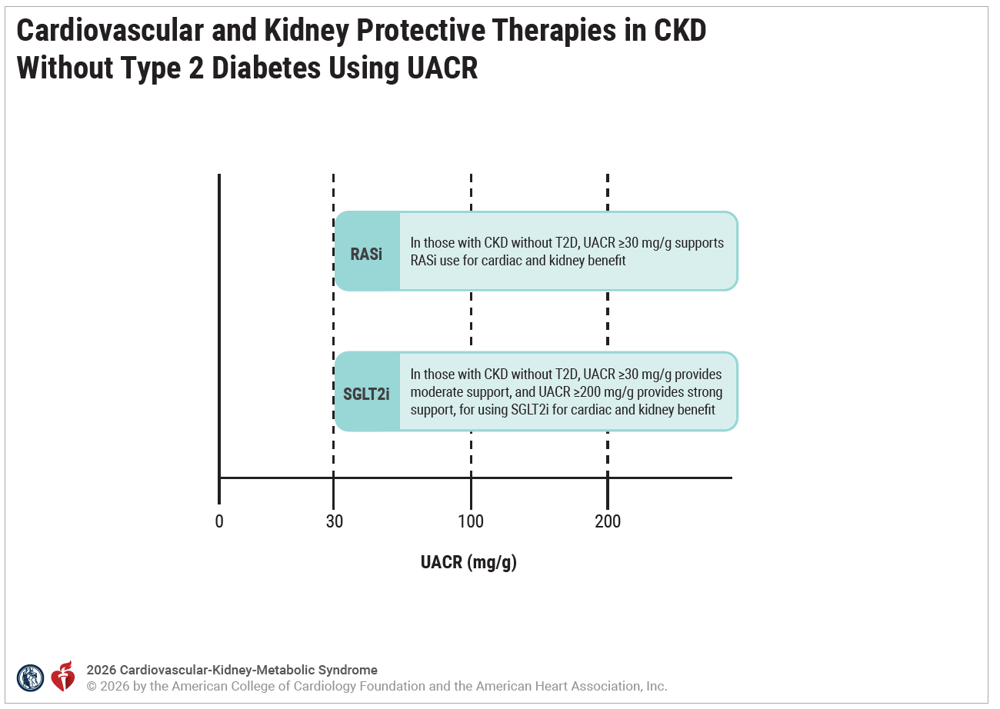 Cardiovascular and Kidney Protective Therapies in CKD
Without Type 2 Diabetes Using UACR
RASi
In those with CKD without T2D, UACR ≥30 mg/g supports
RASi use for cardiac and kidney benefit
SGLT2i
In those with CKD without T2D, UACR ≥30 mg/g provides
moderate support, and UACR ≥200 mg/g provides strong
support, for using SGLT2i for cardiac and kidney benefit
0
30
100
200
UACR (mg/g)
2026 Cardiovascular-Kidney-Metabolic Syndrome
© 2026 by the American College of Cardiology Foundation and the American Heart Association, Inc.